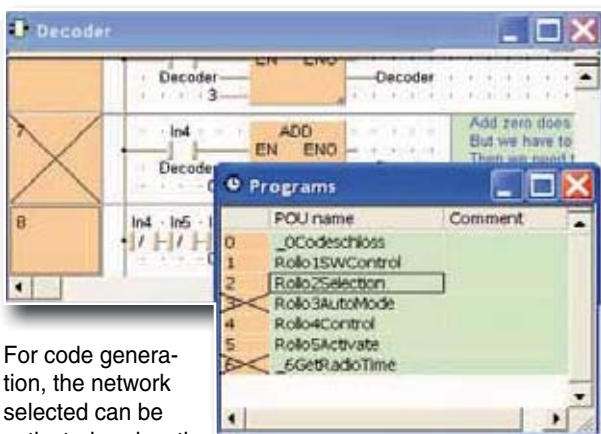 Decoder
EN ENO
Decoder Decoder
3
7
In4 ADD
EN ENO
Decoder
Add zero does
But we have to
Then we need t
8
In4 In5
Programs
POU name Comment
0 _0Codeschloss
1 Rollo1SWControl
2 Rollo2Selection
3 Rollo3AutoMode
4 Rollo4Control
5 Rollo5Activate
6 _6GetRadioTime
For code genera-
tion, the network
selected can be